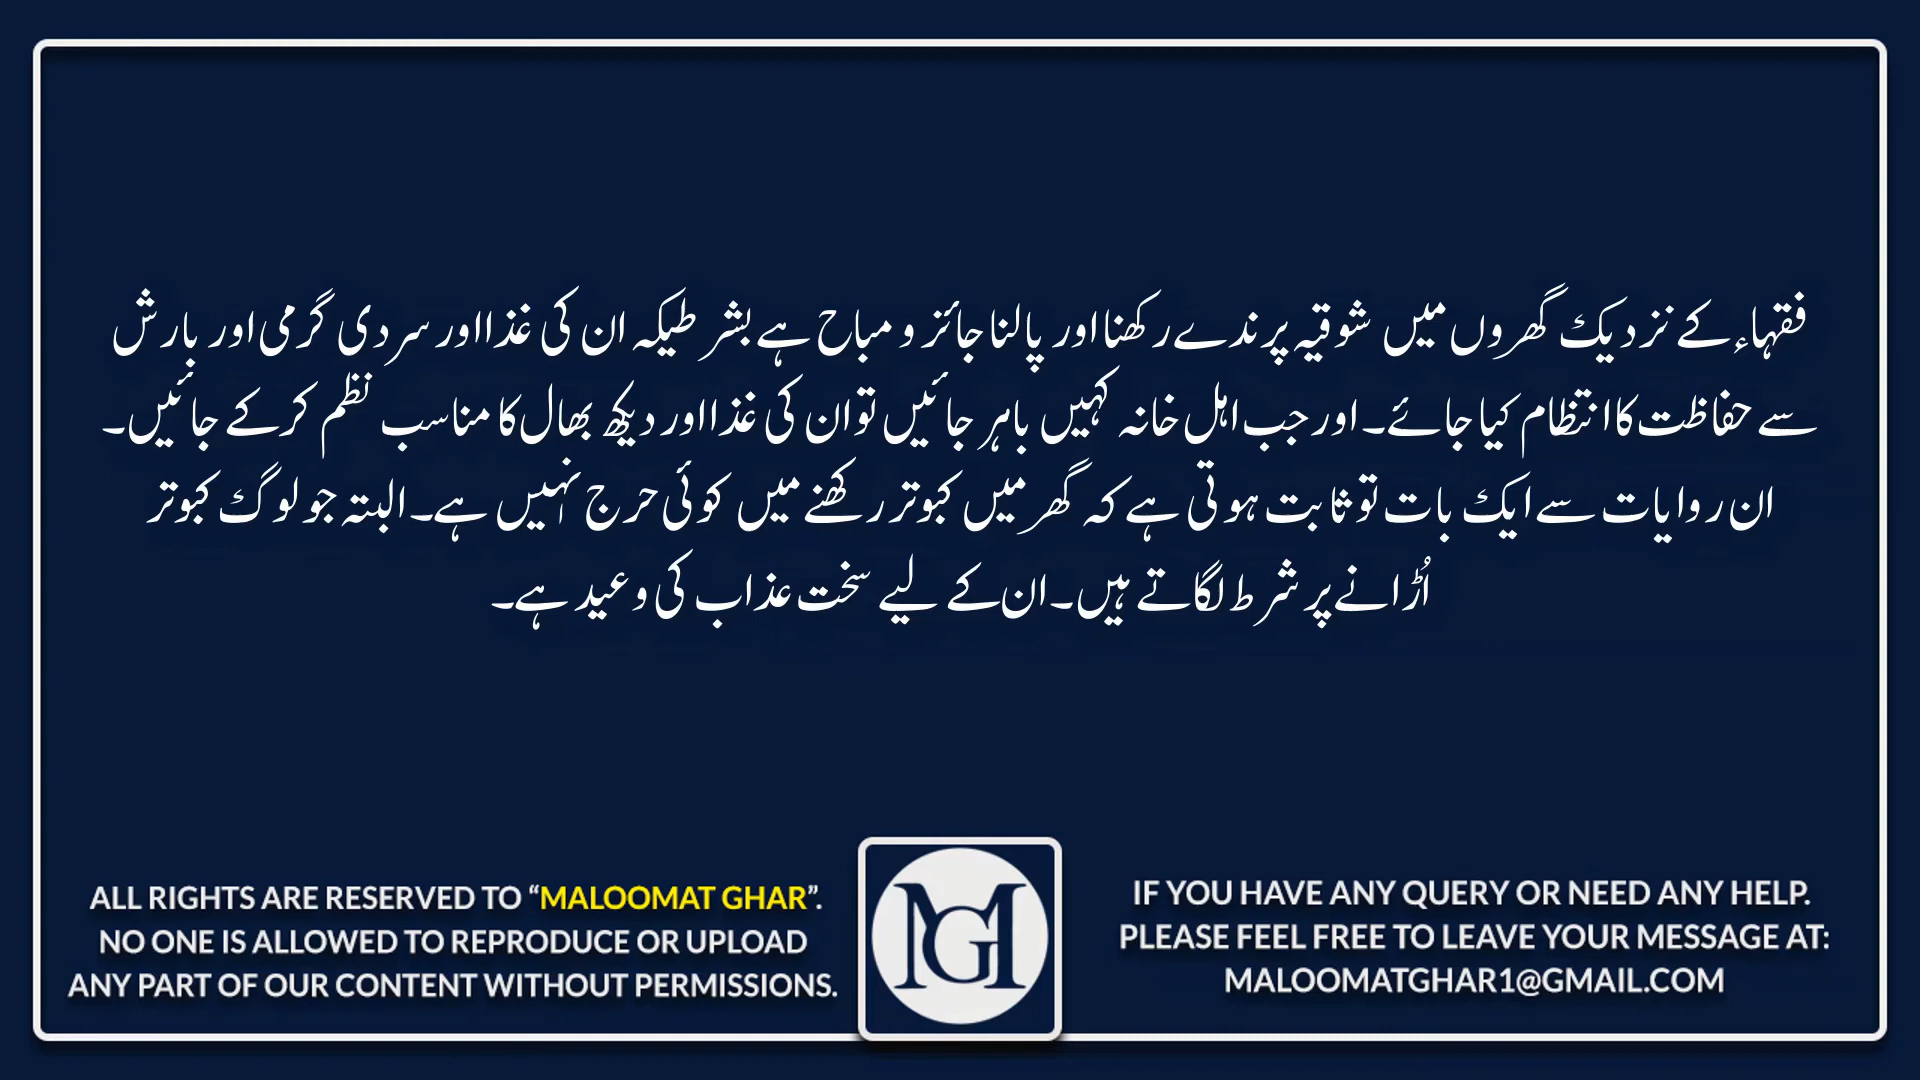 فقہاء کے نزدیک گھروں میں شوقیہ پرندے رکھنا اور پالنا جائز و مباح ہے بشرطیکہ ان کی غذا اور سردی گرمی اور بارش
سے حفاظت کا انتظام کیا جائے۔ اور جب اہل خانہ کہیں باہر جائیں تو ان کی غذا اور دیکھ بھال کا مناسب نظم کرکے جائیں۔
ان روایات سے ایک بات تو ثابت ہوتی ہے کہ گھر میں کبوتر رکھنے میں کوئی حرج نہیں ہے۔ البتہ جو لوگ کبوتر
اُڑانے پر شرط لگاتے ہیں۔ ان کے لیے سخت عذاب کی وعید ہے۔
ALL RIGHTS ARE RESERVED TO “MALOOMAT GHAR”.
NO ONE IS ALLOWED TO REPRODUCE OR UPLOAD
ANY PART OF OUR CONTENT WITHOUT PERMISSIONS.
MG
IF YOU HAVE ANY QUERY OR NEED ANY HELP.
PLEASE FEEL FREE TO LEAVE YOUR MESSAGE AT:
MALOOMATGHAR1@GMAIL.COM